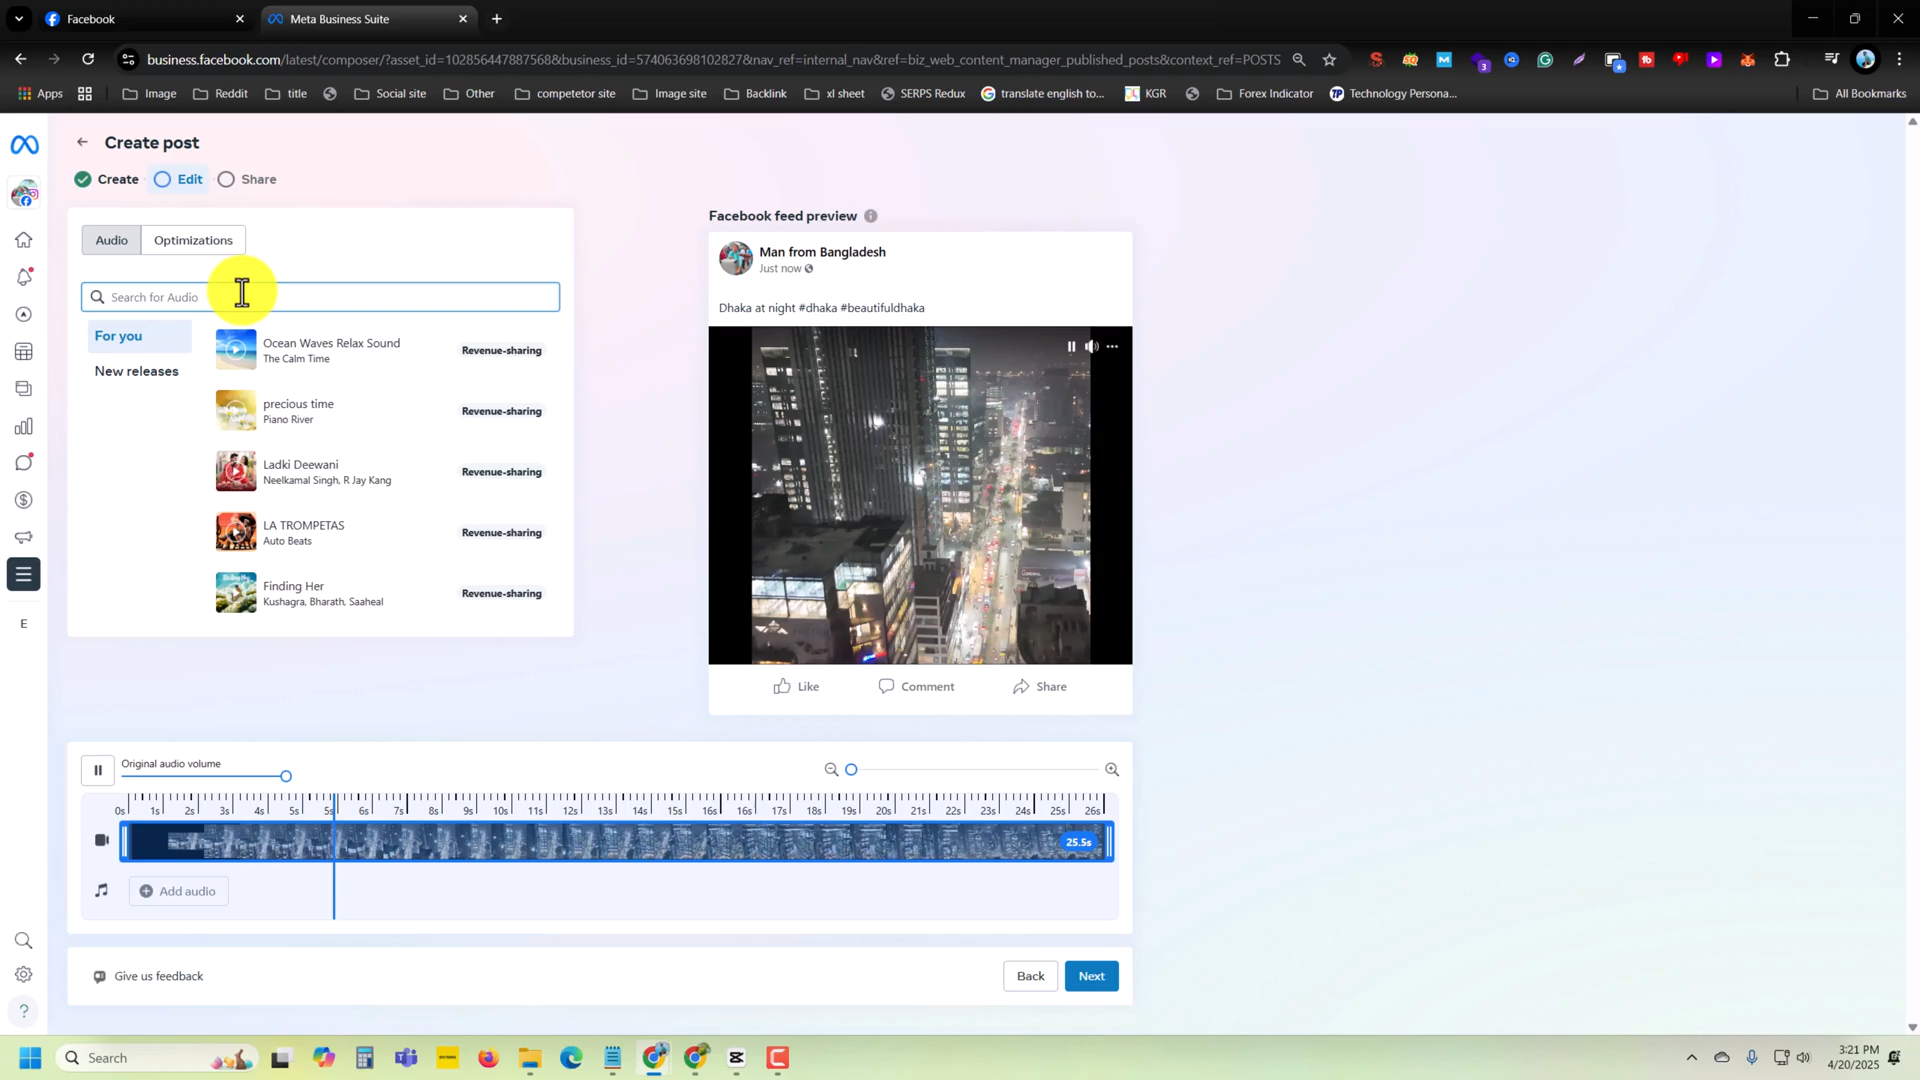 Facebook
Meta Business Suite
business.facebook.com/latest/composer/?asset_id=102856447887568&business_id=574063698102827&nav_ref=internal_nav&ref=biz_web_content_manager_published_posts&context_ref=POSTS
3
Apps
Image
Reddit
title
Social site
Other
competetor site
Image site
Backlink
xl sheet
SERPS Redux
translate english to...
KGR
Forex Indicator
Technology Persona...
All Bookmarks
Create post
Create
Edit
Share
Audio
Optimizations
Search for Audio
For you
New releases
Ocean Waves Relax Sound
The Calm Time
Revenue-sharing
precious time
Piano River
Revenue-sharing
Ladki Deewani
Neelkamal Singh, R Jay Kang
Revenue-sharing
LA TROMPETAS
Auto Beats
Revenue-sharing
Finding Her
Kushagra, Bharath, Saaheal
Revenue-sharing
E
Facebook feed preview
Man from Bangladesh
Just now
Dhaka at night #dhaka #beautifuldhaka
Like
Comment
Share
Original audio volume
0s 1s 2s 3s 4s 5s 6s 7s 8s 9s 10s 11s 12s 13s 14s 15s 16s 17s 18s 19s 20s 21s 22s 23s 24s 25s 26s
25.5s
Add audio
Give us feedback
Back
Next
Search
3:21 PM
4/20/2025